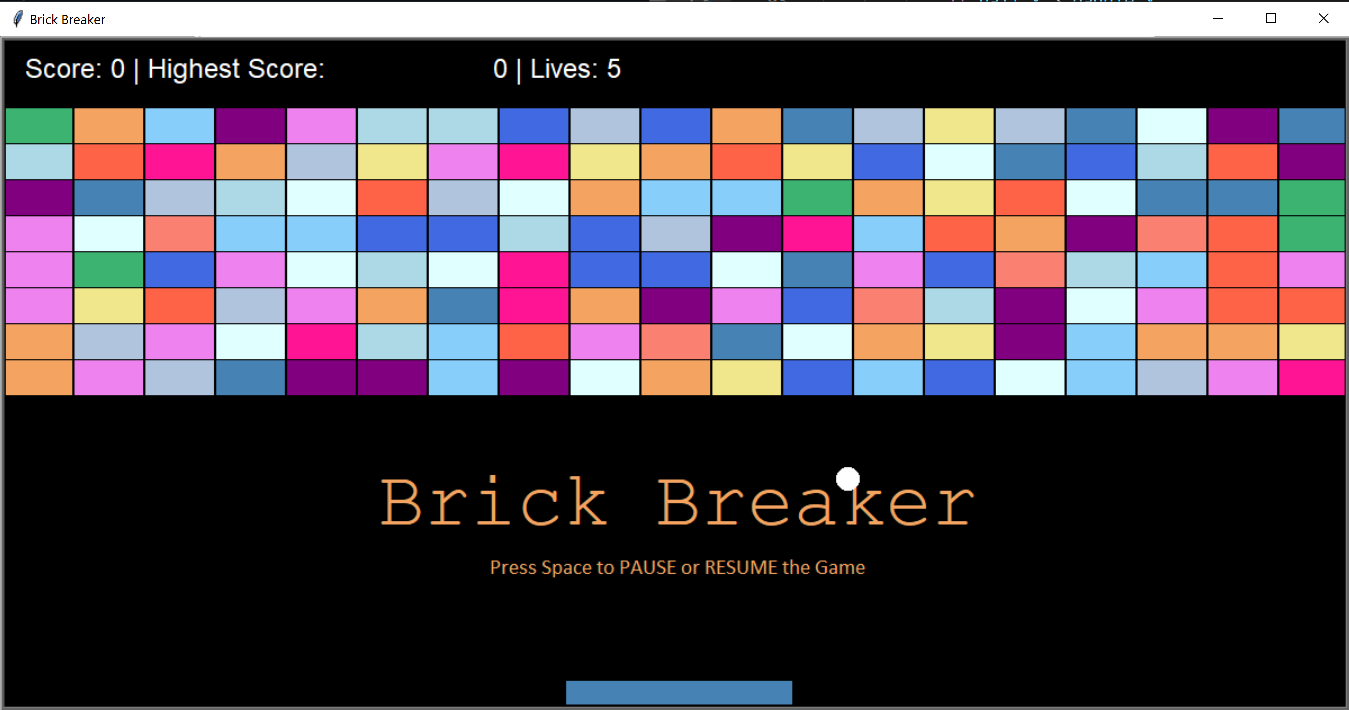 Brick Breaker
Score: 0 | Highest Score: 0 | Lives: 5
Brick Breaker
Press Space to PAUSE or RESUME the Game